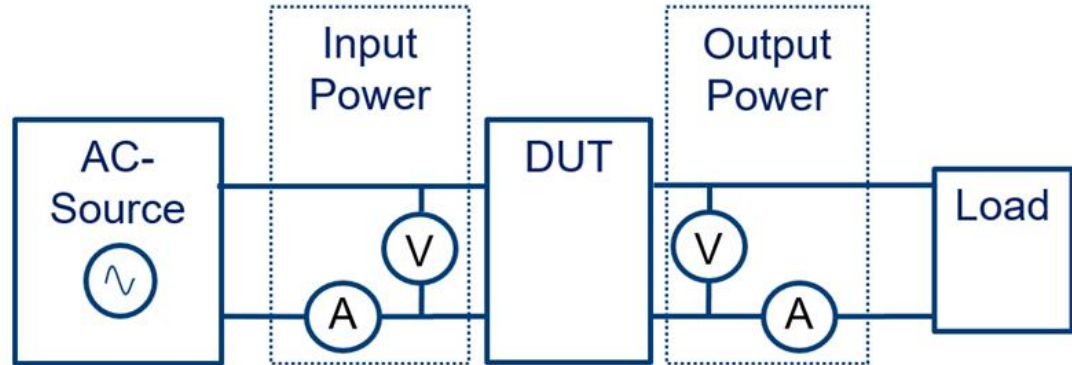 Input
Power
Output
Power
AC-
Source
DUT
Load
V
V
A
A